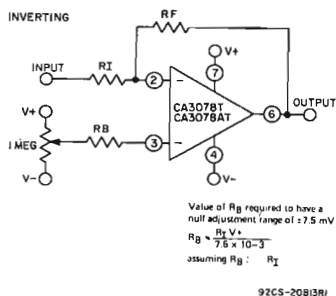 INVERTING
RF
INPUT
RI
V+
2
7
CA3078T
CA3078AT
6
OUTPUT
V+
1 MEG
RB
3
4
V-
V-
Value of RB required to have a
null adjustment range of ±7.5 mV
RB = RI V+
7.6 x 10-3
assuming RB : RI
92CS-20813R1